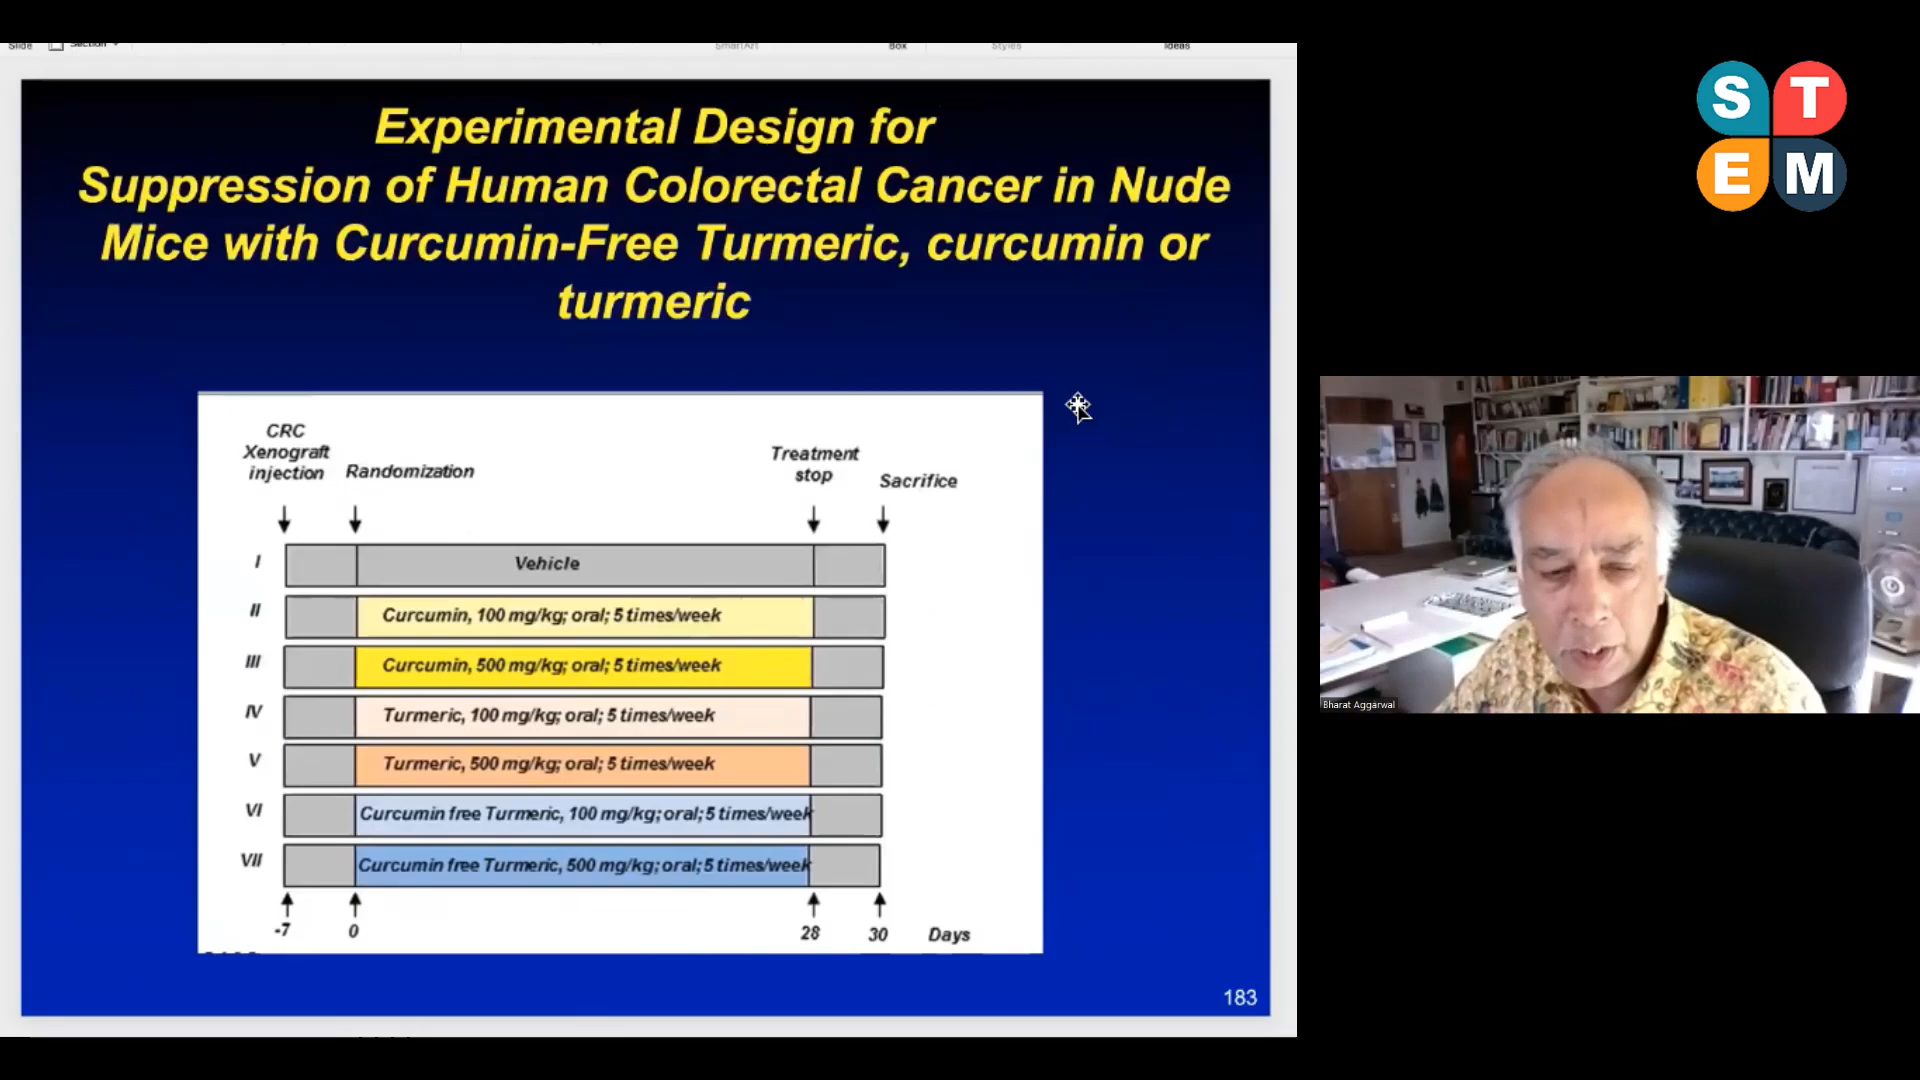 Slide
Section
SmartArt
Box
Styles
Ideas
Experimental Design for
Suppression of Human Colorectal Cancer in Nude
Mice with Curcumin-Free Turmeric, curcumin or
turmeric
CRC
Xenograft
injection
Randomization
Treatment
stop
Sacrifice
I
Vehicle
II
Curcumin, 100 mg/kg; oral; 5 times/week
III
Curcumin, 500 mg/kg; oral; 5 times/week
IV
Turmeric, 100 mg/kg; oral; 5 times/week
V
Turmeric, 500 mg/kg; oral; 5 times/week
VI
Curcumin free Turmeric, 100 mg/kg; oral; 5 times/week
VII
Curcumin free Turmeric, 500 mg/kg; oral; 5 times/week
-7 0 28 30 Days
183
S T
E M
Bharat Aggarwal